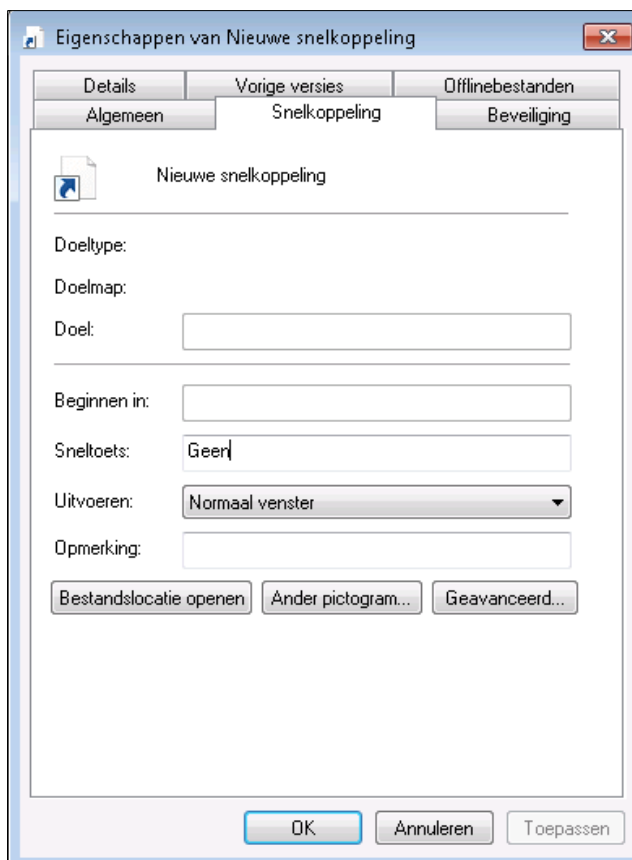 Eigenschappen van Nieuwe snelkoppeling
Details Vorige versies Offlinebestanden
Algemeen Snelkoppeling Beveiliging
Nieuwe snelkoppeling
Doeltype:
Doelmap:
Doel:
Beginnen in:
Sneltoets: Geen
Uitvoeren: Normaal venster
Opmerking:
Bestandslocatie openen Ander pictogram... Geavanceerd...
OK Annuleren Toepassen